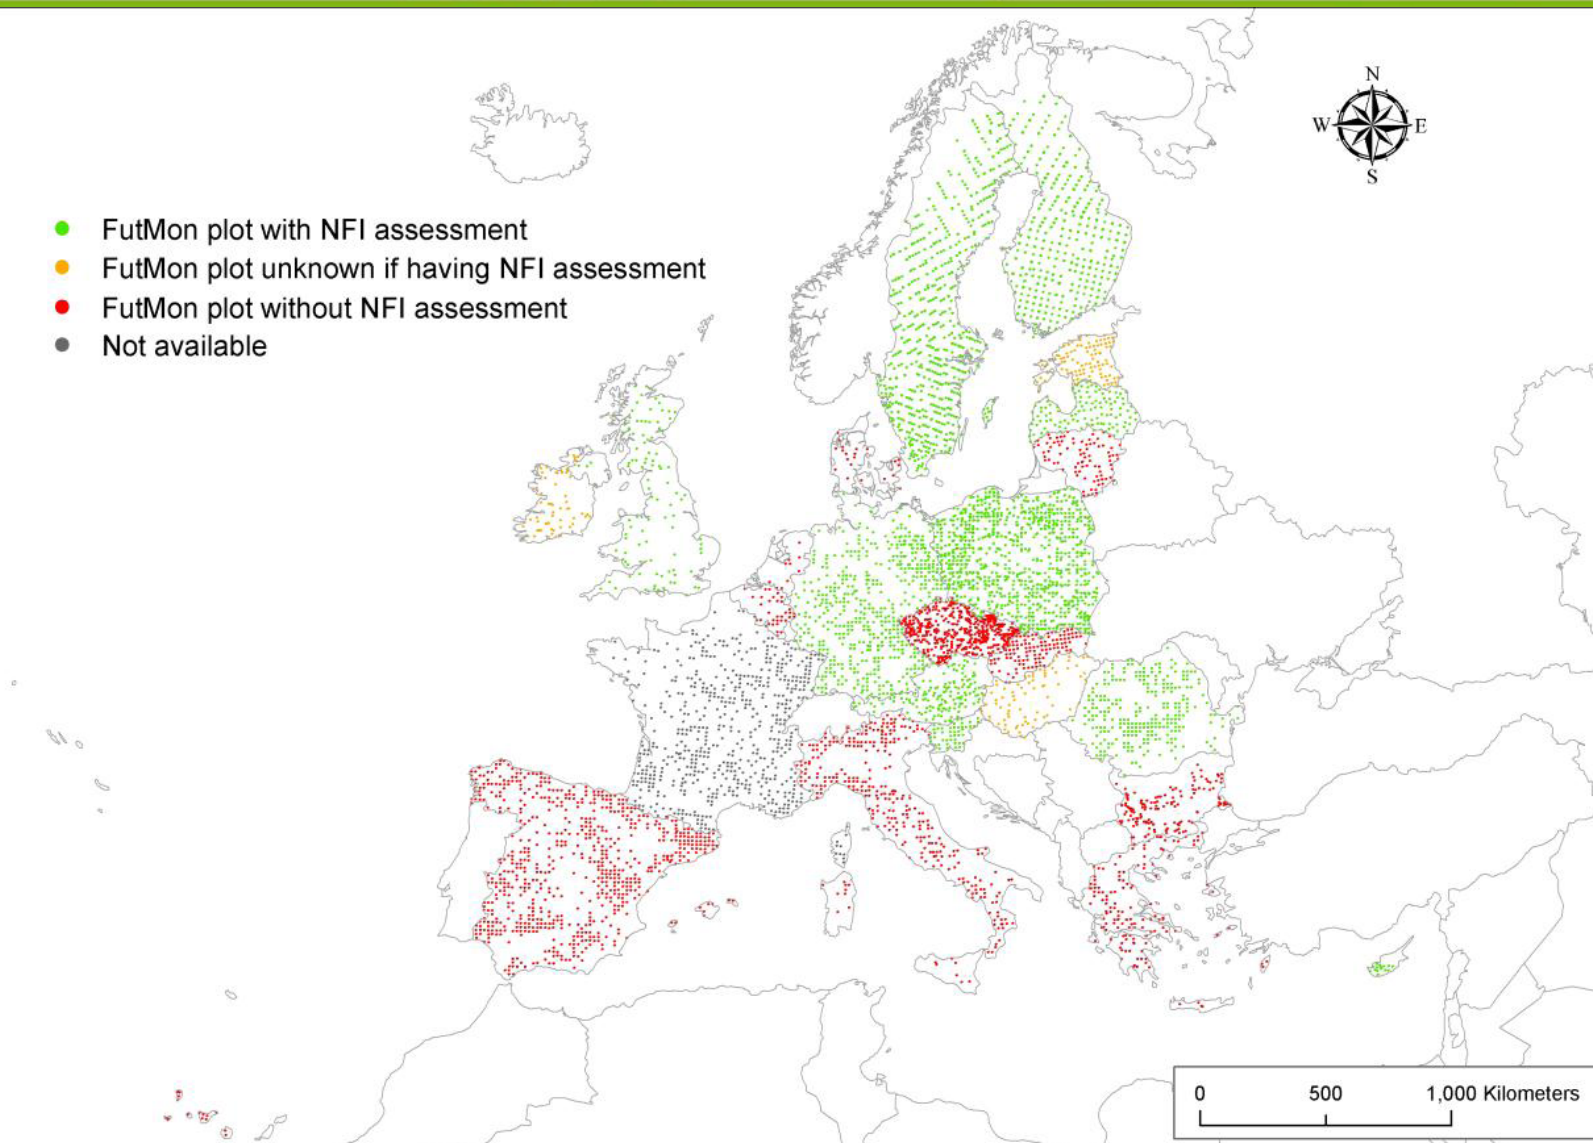 N
W E
S
FutMon plot with NFI assessment
FutMon plot unknown if having NFI assessment
FutMon plot without NFI assessment
Not available
0 500 1,000 Kilometers